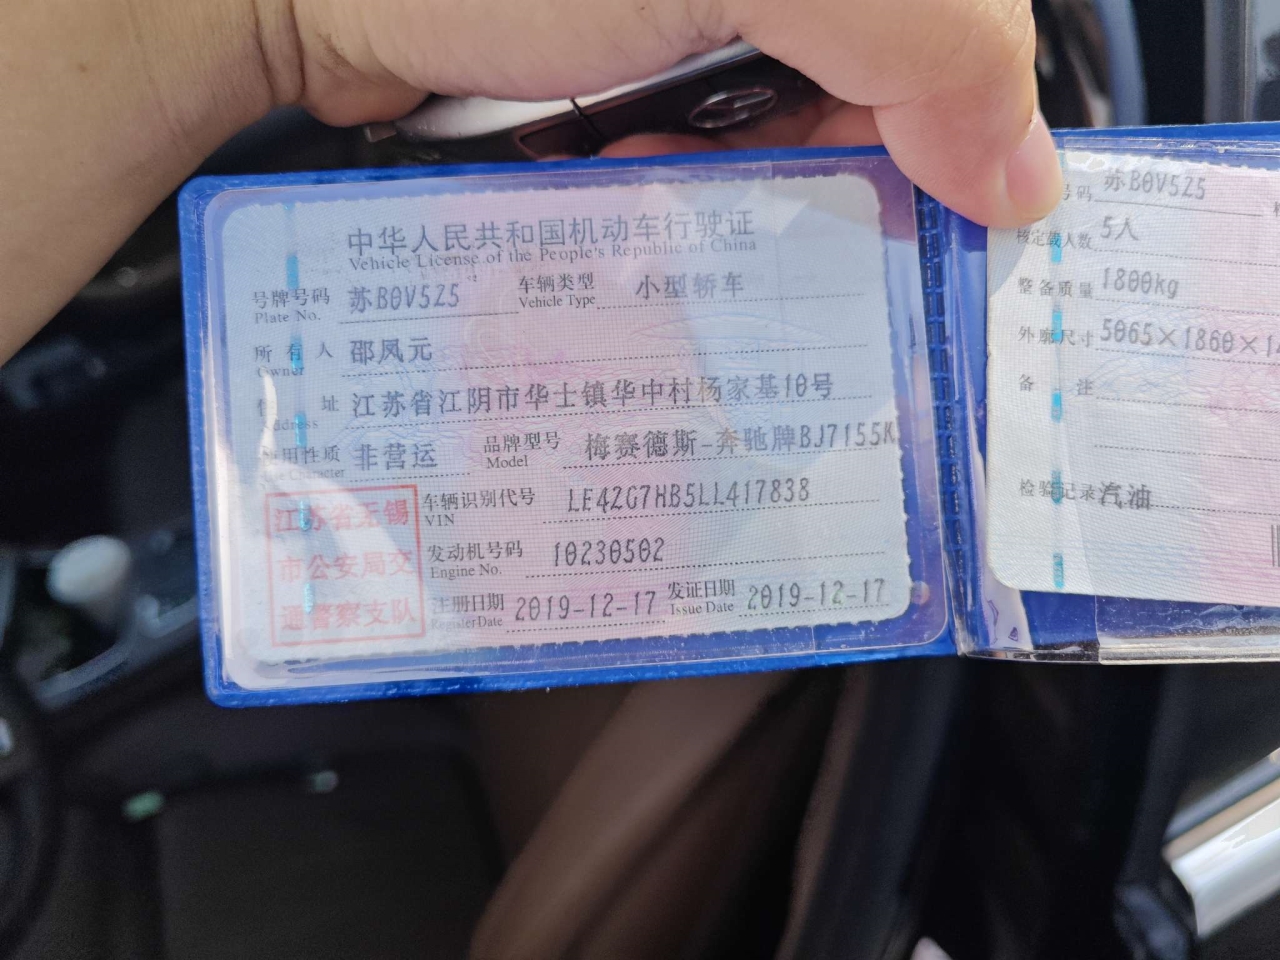 中华人民共和国机动车行驶证
Vehicle License of the People's Republic of China
号牌号码 苏B0V5Z5 车辆类型 小型轿车
Plate No. Vehicle Type
所有人 邵凤元
Owner
住址 江苏省江阴市华士镇华中村杨家基10号
Address
使用性质 非营运 品牌型号 梅赛德斯-奔驰牌BJ7155K
Use Character Model
江苏省无锡
市公安局交
通警察支队
车辆识别代号 LE42G7HB5LL417838
VIN
发动机号码 10230502
Engine No.
注册日期 2019-12-17 发证日期 2019-12-17
Register Date Issue Date
号码 苏B0V5Z5
核定载人数 5人
整备质量 1800kg
外廓尺寸 5065×1860×1
备注
检验记录 汽油